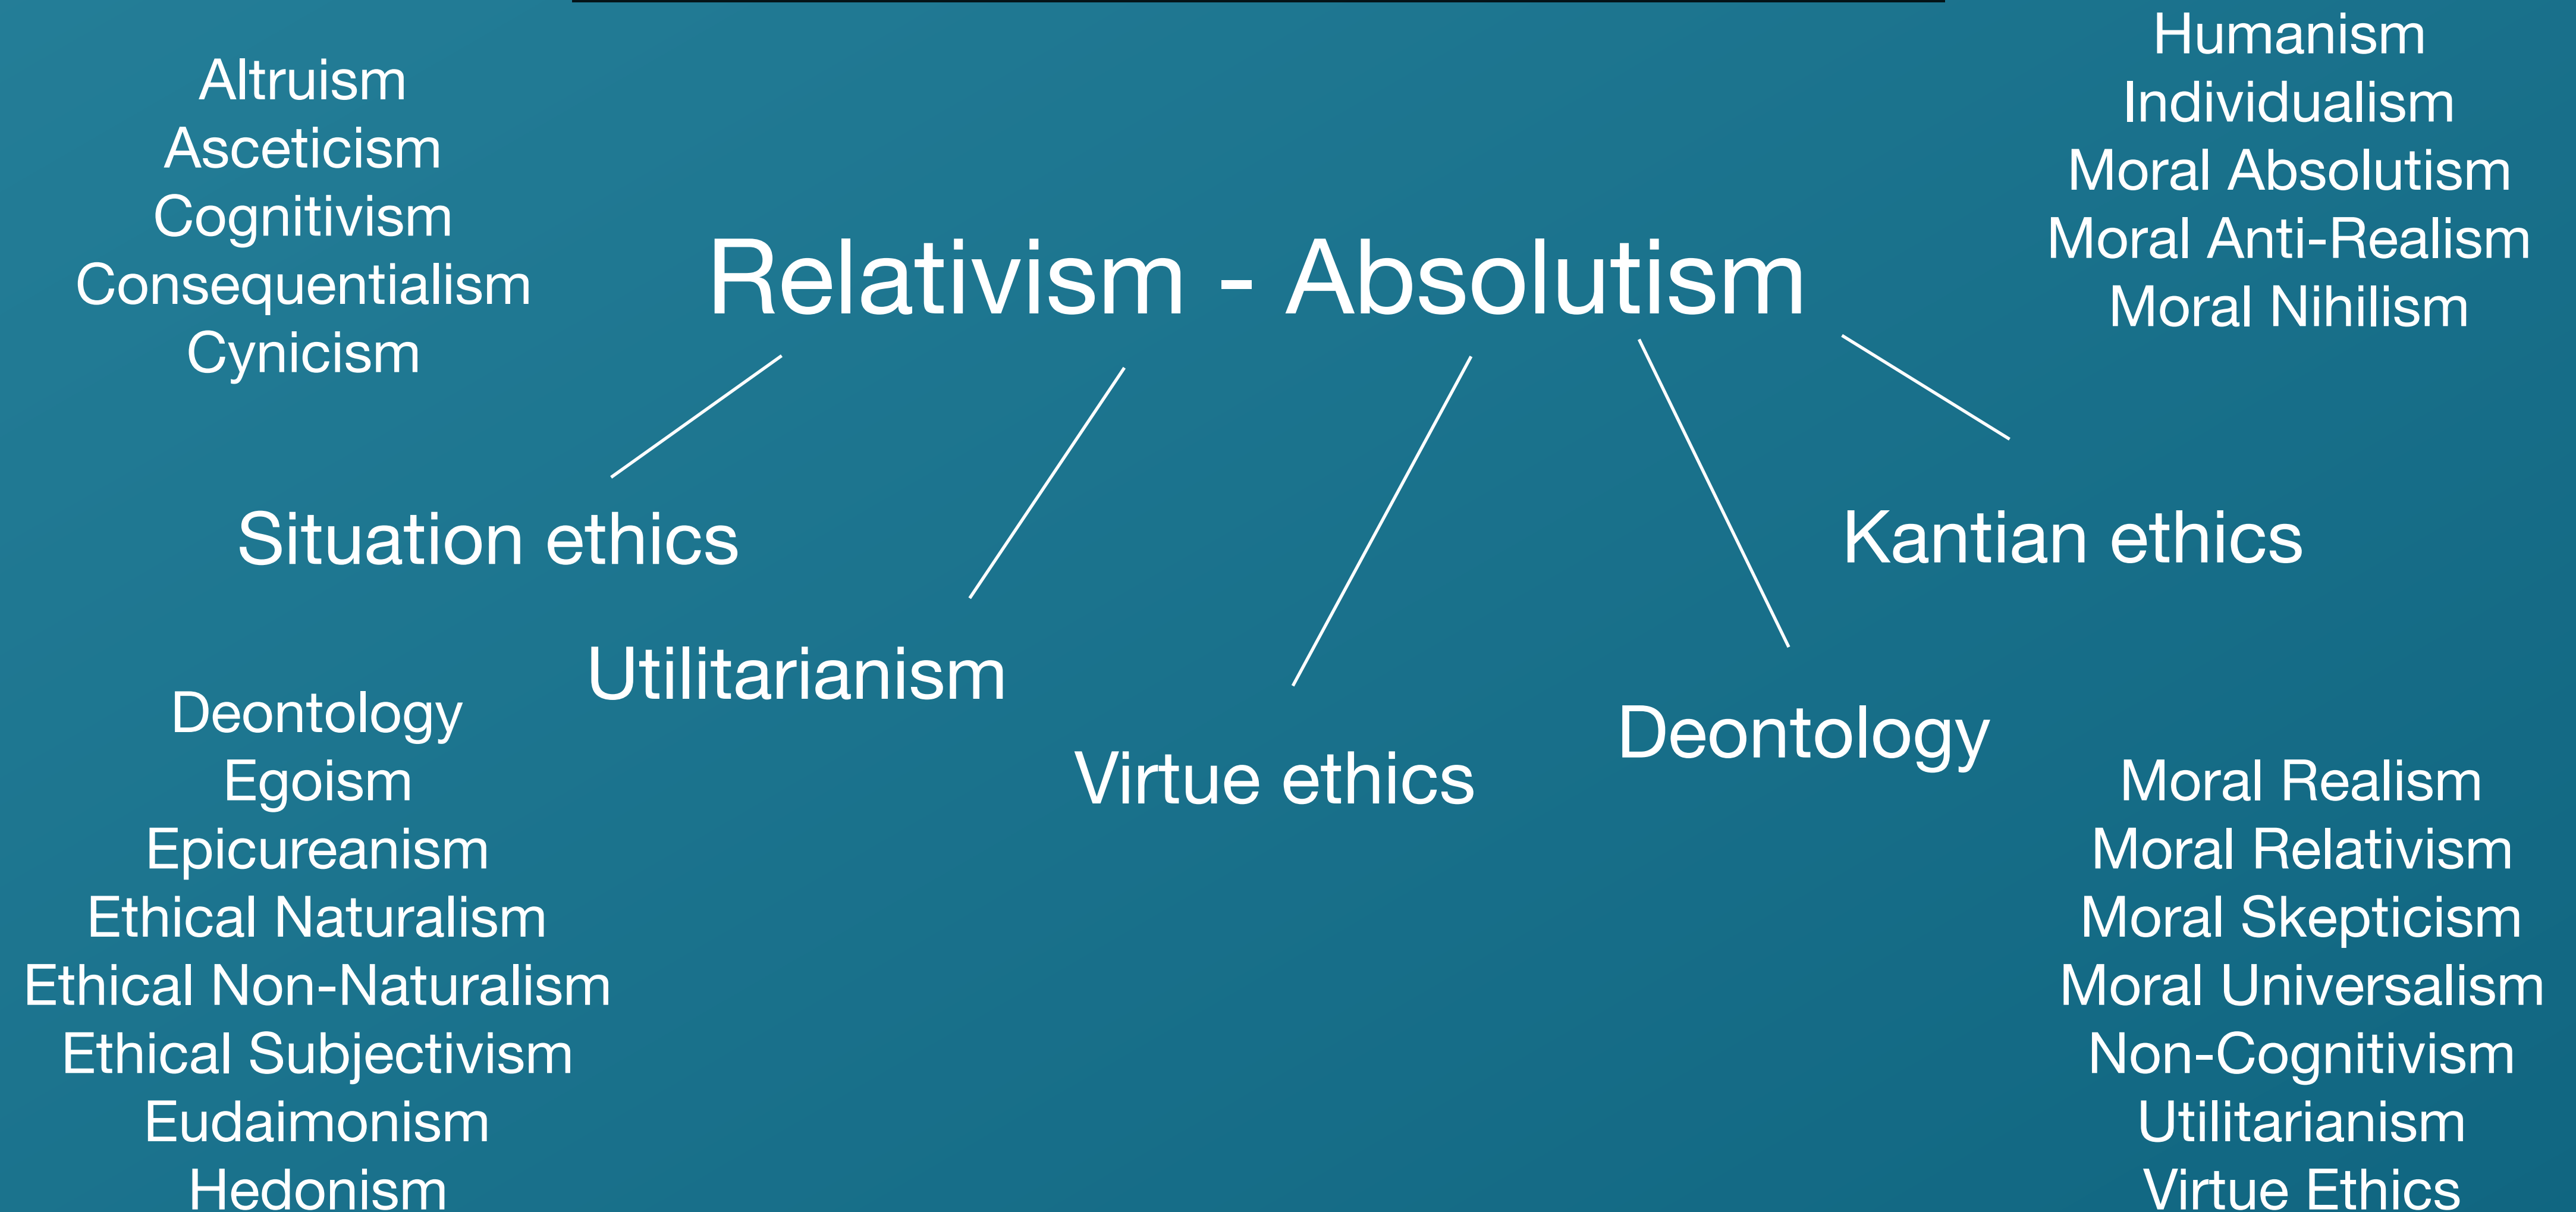 Altruism
Asceticism
Cognitivism
Consequentialism
Cynicism
Humanism
Individualism
Moral Absolutism
Moral Anti-Realism
Moral Nihilism
Relativism - Absolutism
Situation ethics
Utilitarianism
Virtue ethics
Deontology
Kantian ethics
Deontology
Egoism
Epicureanism
Ethical Naturalism
Ethical Non-Naturalism
Ethical Subjectivism
Eudaimonism
Hedonism
Moral Realism
Moral Relativism
Moral Skepticism
Moral Universalism
Non-Cognitivism
Utilitarianism
Virtue Ethics